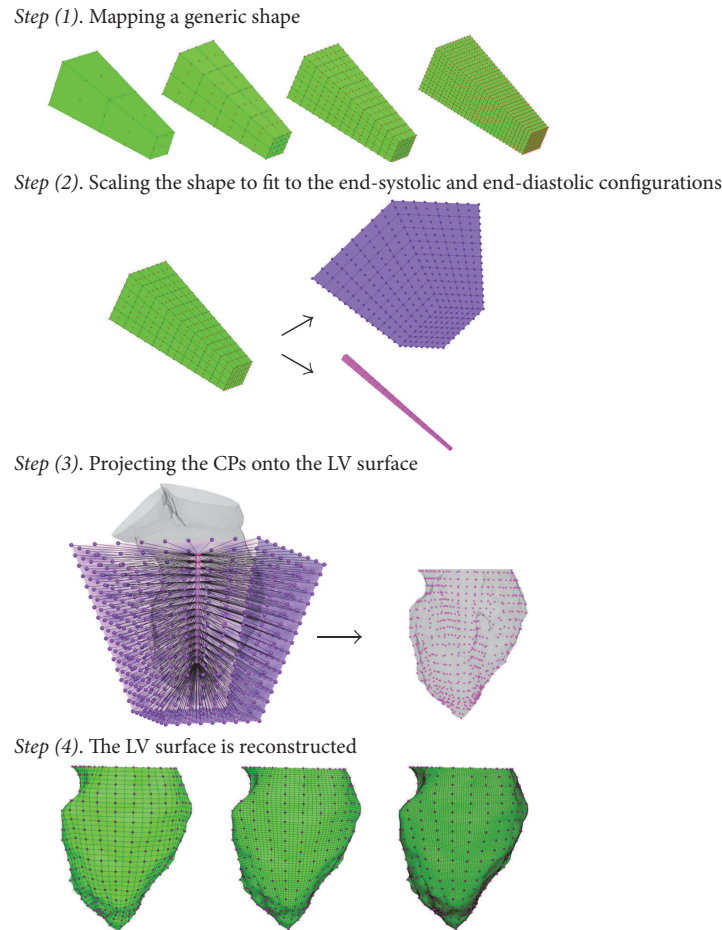 Step (1). Mapping a generic shape
Step (2). Scaling the shape to fit to the end-systolic and end-diastolic configurations
Step (3). Projecting the CPs onto the LV surface
Step (4). The LV surface is reconstructed